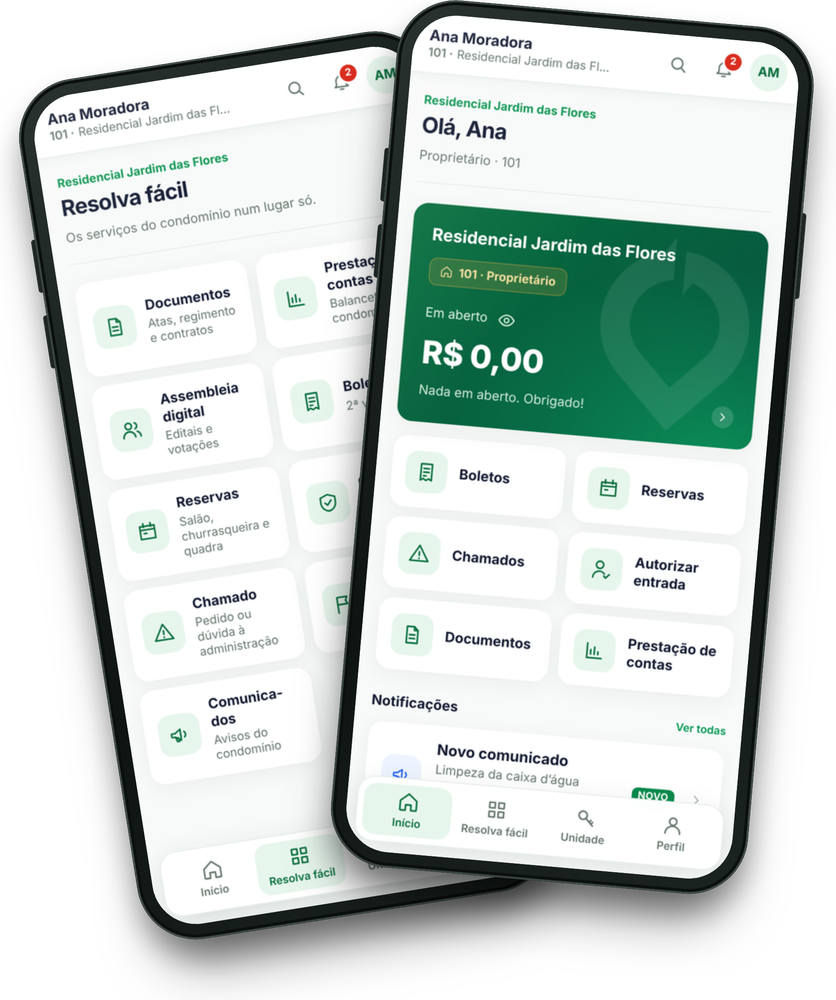 Ana Moradora
101 · Residencial Jardim das Fl...
2
AM
Residencial Jardim das Flores
Resolva fácil
Os serviços do condomínio num lugar só.
Documentos
Atas, regimento
e contratos
contas
Assembleia
digital
Editais e
votações
2ª
Reservas
Salão,
churrasqueira e
quadra
Chamado
Pedido ou
dúvida à
administração
Comunica-
dos
Avisos do
condomínio
Início
Resolva fácil
Ana Moradora
101 · Residencial Jardim das Fl...
2
AM
Residencial Jardim das Flores
Olá, Ana
Proprietário · 101
Residencial Jardim das Flores
101 · Proprietário
Em aberto
R$ 0,00
Nada em aberto. Obrigado!
Boletos
Reservas
Chamados
Autorizar
entrada
Documentos
Prestação de
contas
Notificações
Ver todas
Novo comunicado
Limpeza da caixa d’água
NOVO
Início
Resolva fácil
Unidade
Perfil